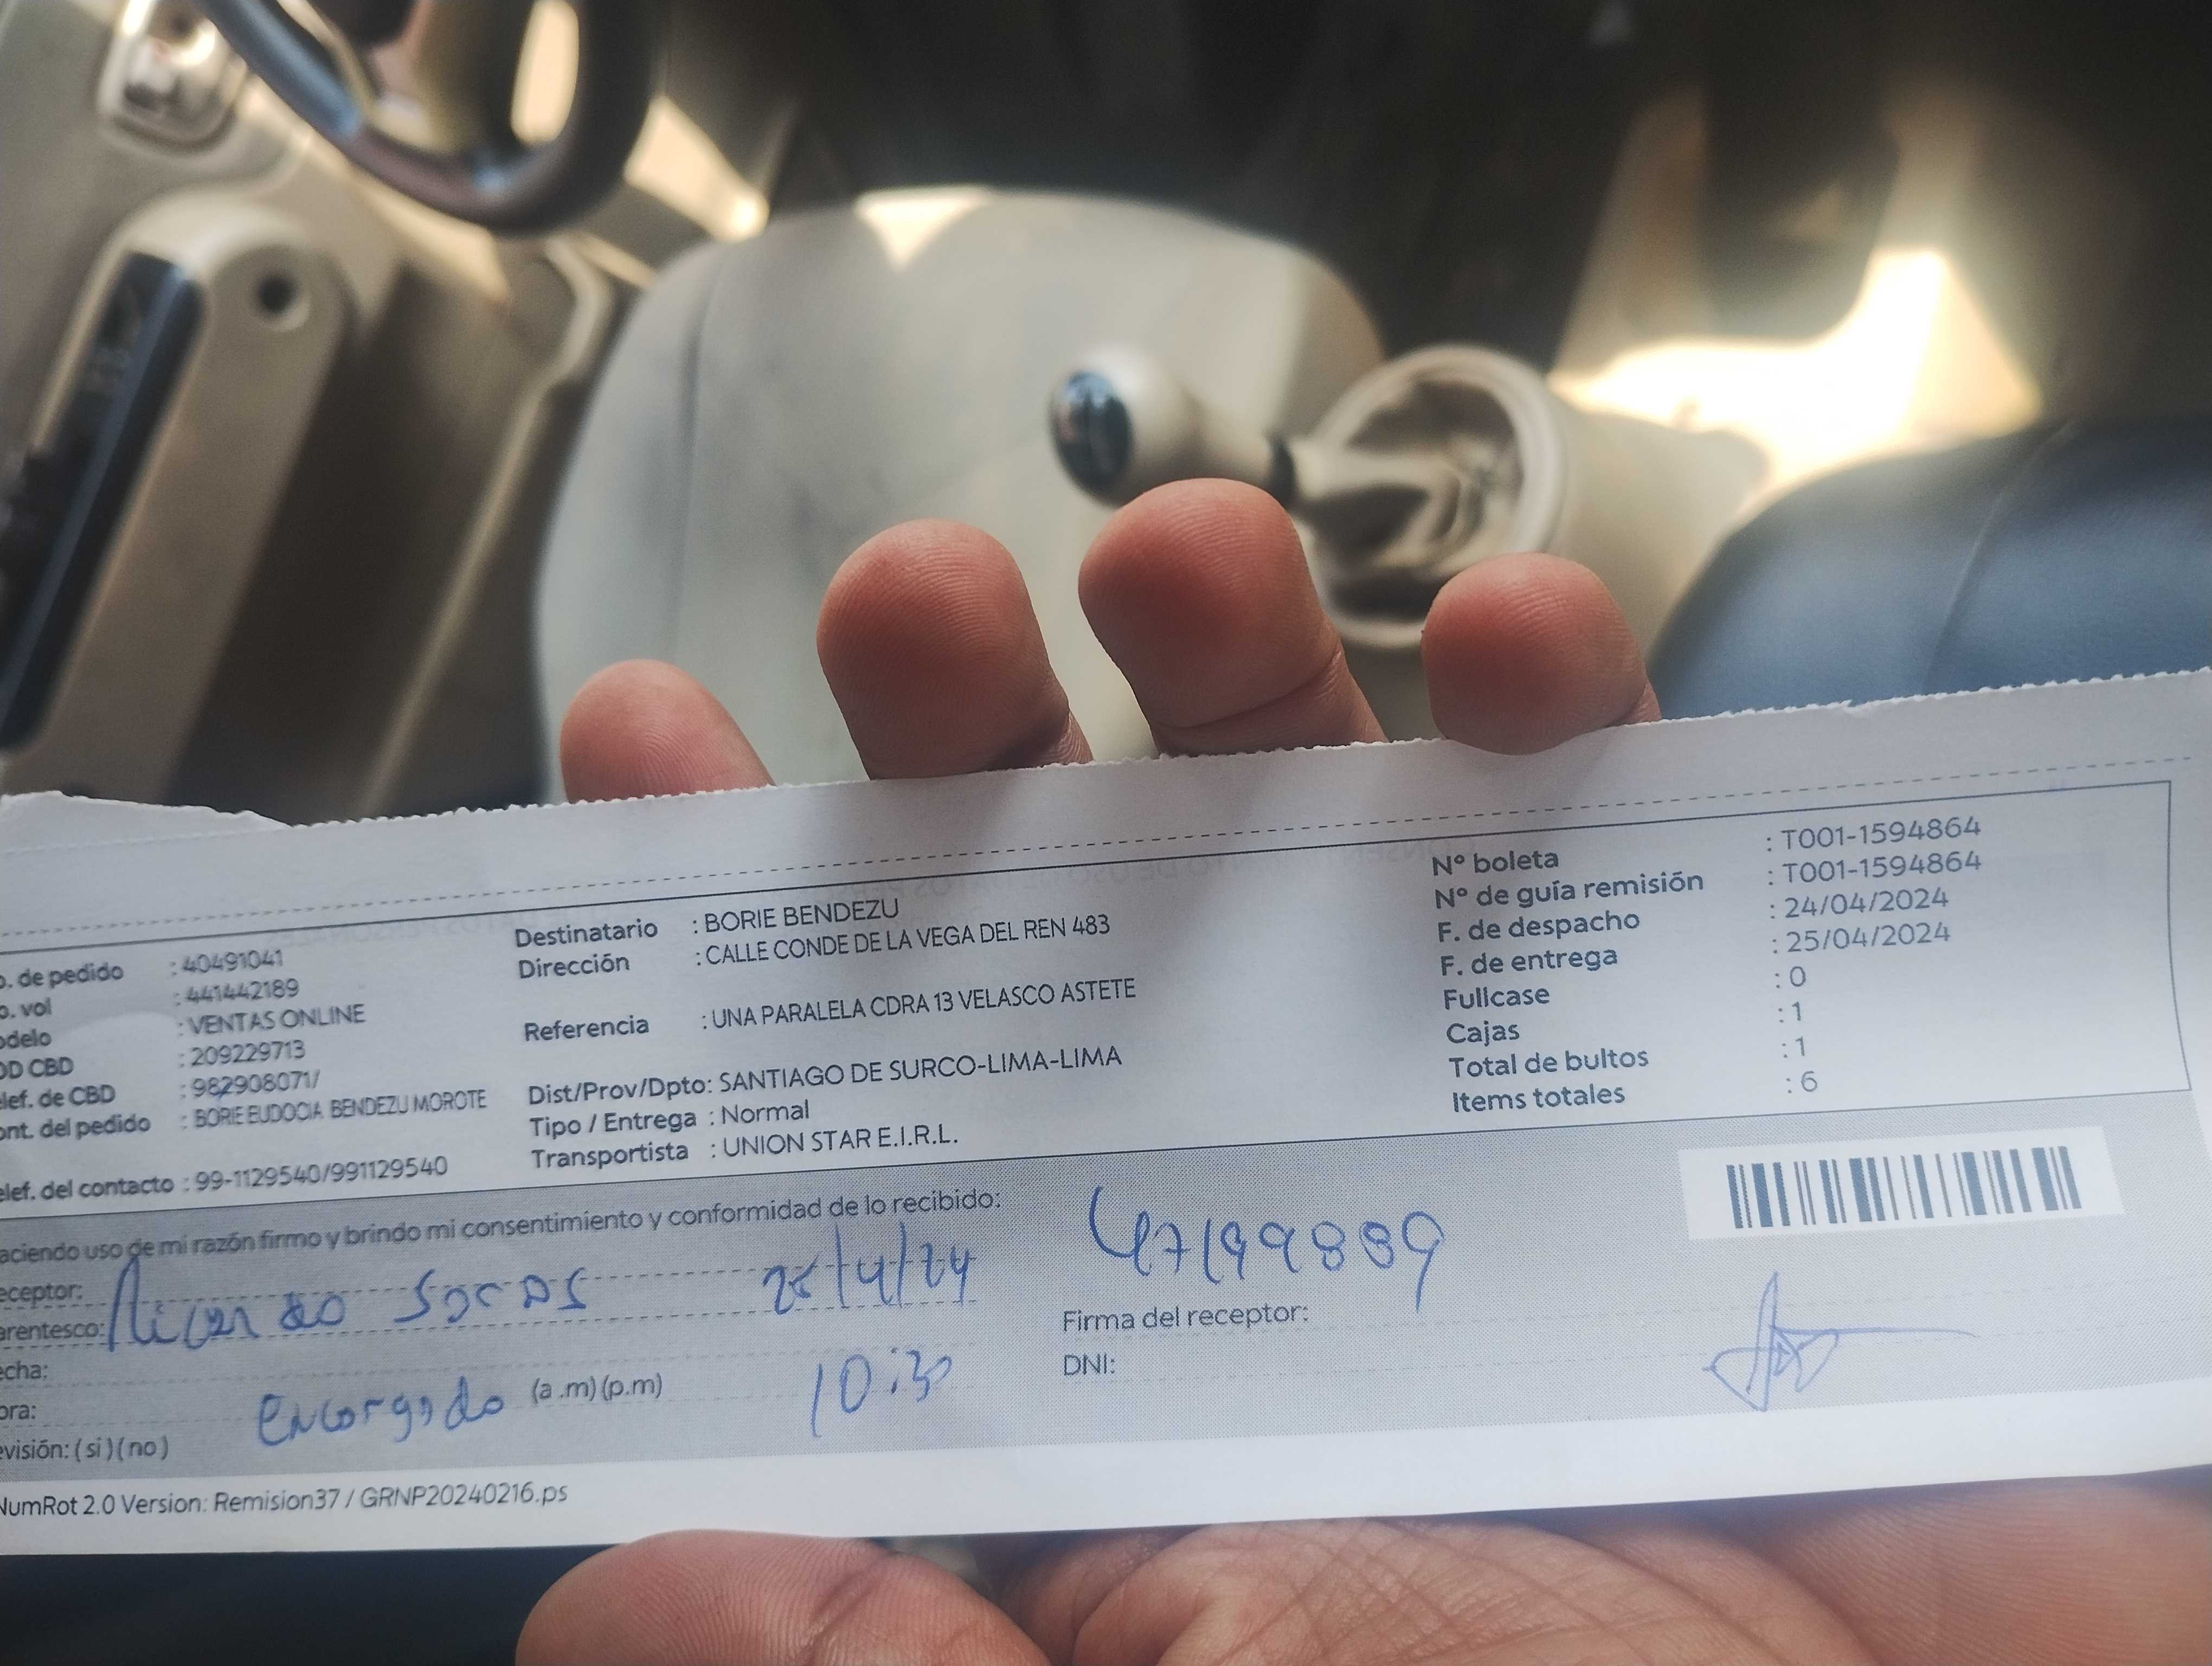 o. de pedido : 40491041
o. vol : 441442189
odelo : VENTAS ONLINE
OD CBD : 209229713
elef. de CBD : 982908071/
ont. del pedido : BORIE EUDOCIA BENDEZU MOROTE
elef. del contacto : 99-1129540/991129540
Destinatario : BORIE BENDEZU
Dirección : CALLE CONDE DE LA VEGA DEL REN 483
Referencia : UNA PARALELA CDRA 13 VELASCO ASTETE
Dist/Prov/Dpto: SANTIAGO DE SURCO-LIMA-LIMA
Tipo / Entrega : Normal
Transportista : UNION STAR E.I.R.L.
N° boleta : T001-1594864
N° de guía remisión : T001-1594864
F. de despacho : 24/04/2024
F. de entrega : 25/04/2024
Fullcase : 0
Cajas : 1
Total de bultos : 1
Items totales : 6
aciendo uso de mi razón firmo y brindo mi consentimiento y conformidad de lo recibido:
eceptor:
arentesco:
echa:
ora:
encargado (a .m) (p.m) 10:30
evisión: ( si ) ( no )
47199889
Firma del receptor:
DNI:
NumRot 2.0 Version: Remision37 / GRNP20240216.ps